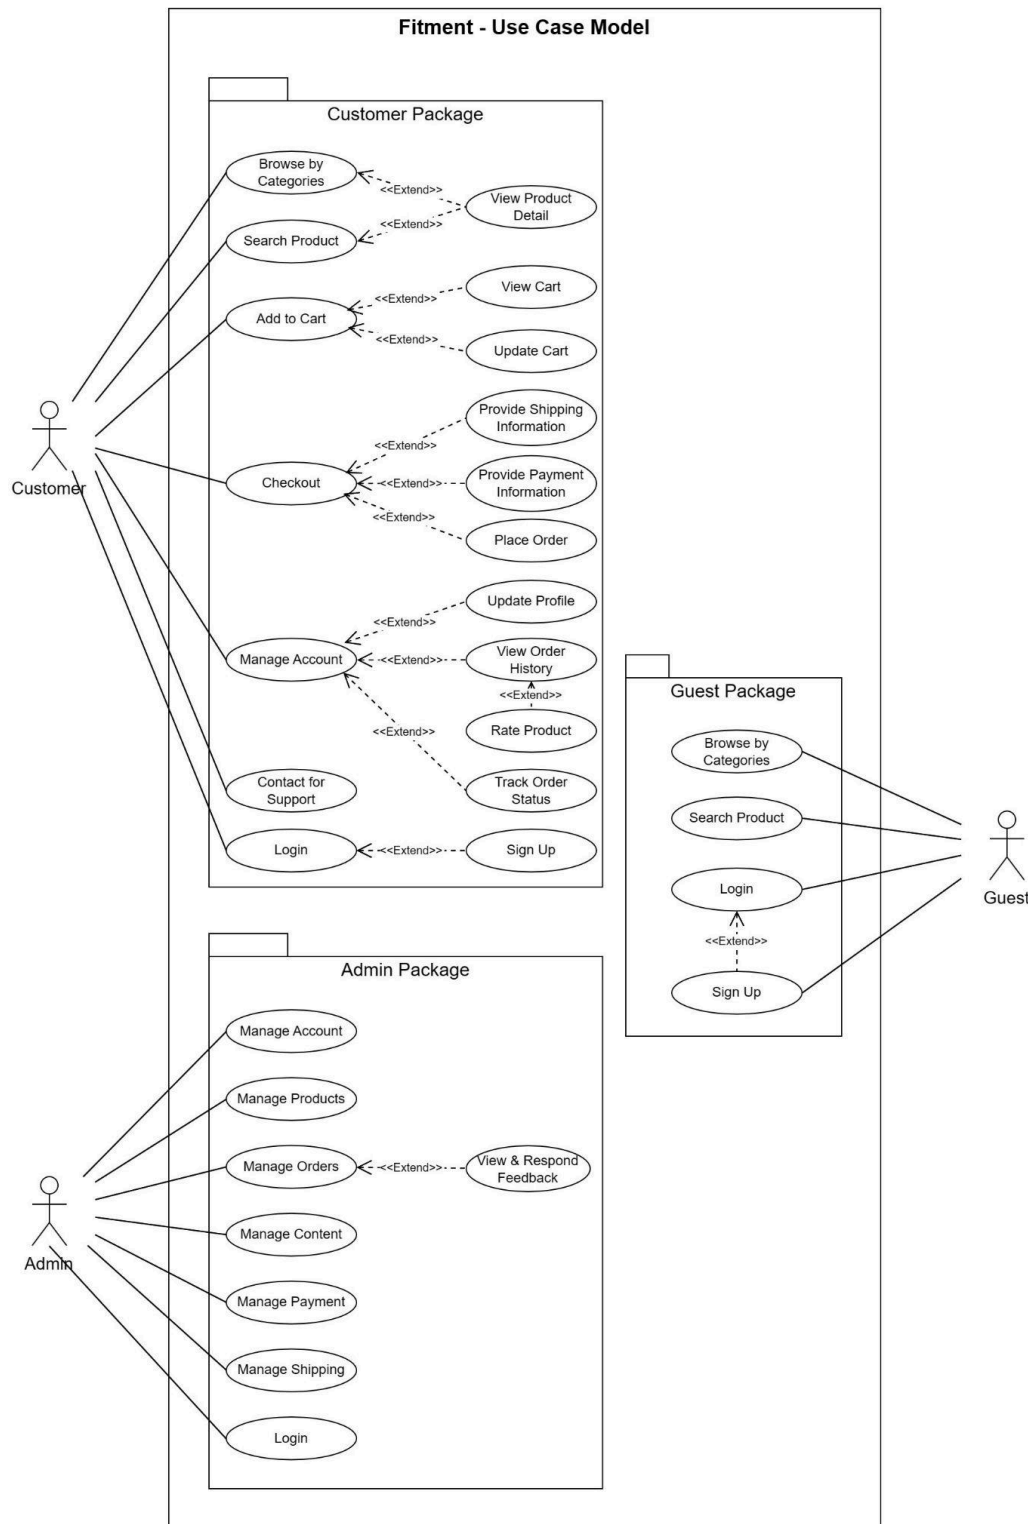 Fitment - Use Case Model
Customer Package
Browse by
Categories
<<Extend>>
View Product
Detail
<<Extend>>
Search Product
View Cart
<<Extend>>
Add to Cart
<<Extend>>
Update Cart
Provide Shipping
Information
<<Extend>>
Customer
Checkout
<<Extend>>
Provide Payment
Information
<<Extend>>
Place Order
Update Profile
<<Extend>>
Manage Account
<<Extend>>
View Order
History
<<Extend>>
Rate Product
<<Extend>>
Contact for
Support
Track Order
Status
Login
<<Extend>>
Sign Up
Guest Package
Browse by
Categories
Search Product
Login
Guest
<<Extend>>
Sign Up
Admin Package
Manage Account
Manage Products
Manage Orders
<<Extend>>
View & Respond
Feedback
Manage Content
Admin
Manage Payment
Manage Shipping
Login